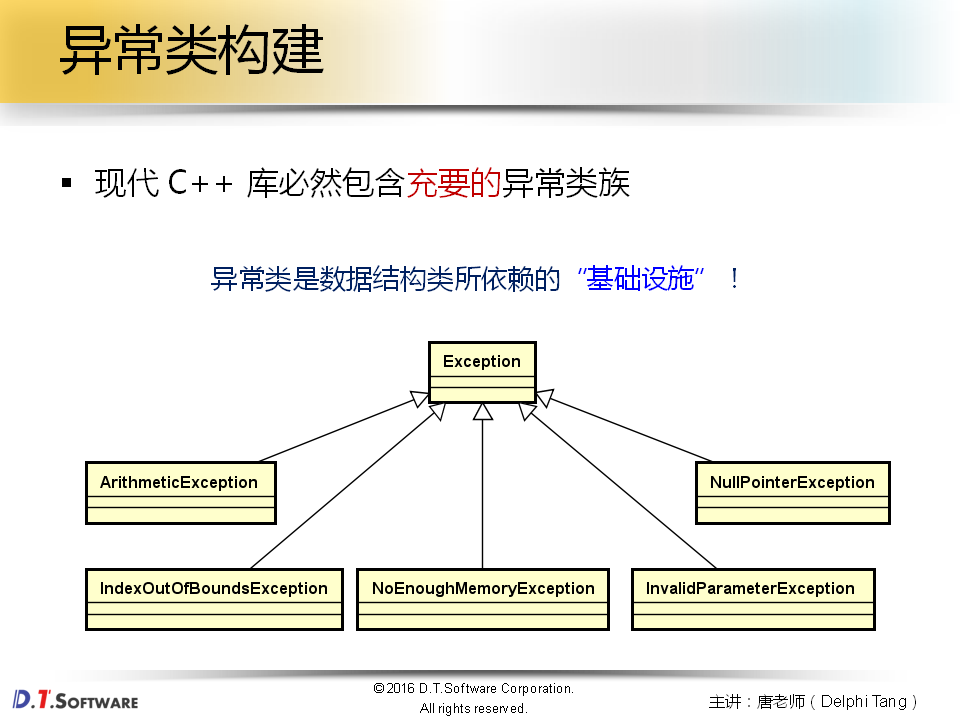 异常类构建
▪ 现代 C++ 库必然包含充要的异常类族
异常类是数据结构类所依赖的“基础设施”！
Exception
ArithmeticException
NullPointerException
IndexOutOfBoundsException
NoEnoughMemoryException
InvalidParameterException
D.T.SOFTWARE
©2016 D.T.Software Corporation.
All rights reserved.
主讲：唐老师（Delphi Tang）